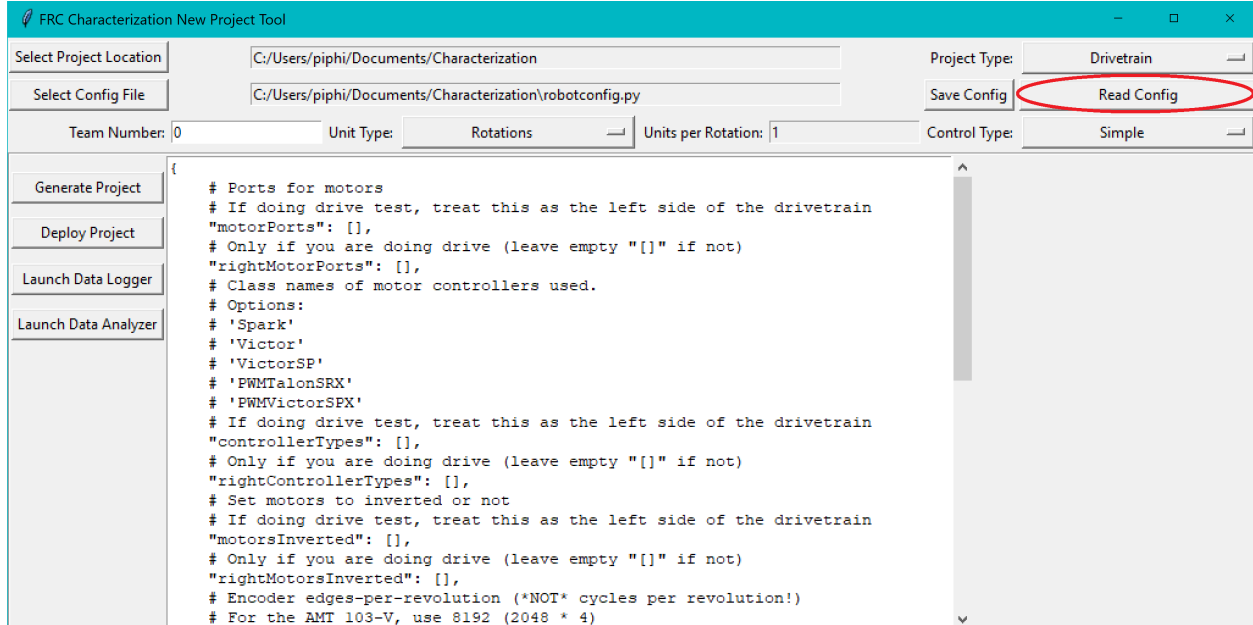 FRC Characterization New Project Tool
Select Project Location C:/Users/piphi/Documents/Characterization Project Type: Drivetrain
Select Config File C:/Users/piphi/Documents/Characterization\robotconfig.py Save Config Read Config
Team Number: 0 Unit Type: Rotations Units per Rotation: 1 Control Type: Simple
Generate Project
Deploy Project
Launch Data Logger
Launch Data Analyzer
{
# Ports for motors
# If doing drive test, treat this as the left side of the drivetrain
"motorPorts": [],
# Only if you are doing drive (leave empty "[]" if not)
"rightMotorPorts": [],
# Class names of motor controllers used.
# Options:
# 'Spark'
# 'Victor'
# 'VictorSP'
# 'PWMTalonSRX'
# 'PWMVictorSPX'
# If doing drive test, treat this as the left side of the drivetrain
"controllerTypes": [],
# Only if you are doing drive (leave empty "[]" if not)
"rightControllerTypes": [],
# Set motors to inverted or not
# If doing drive test, treat this as the left side of the drivetrain
"motorsInverted": [],
# Only if you are doing drive (leave empty "[]" if not)
"rightMotorsInverted": [],
# Encoder edges-per-revolution (*NOT* cycles per revolution!)
# For the AMT 103-V, use 8192 (2048 * 4)